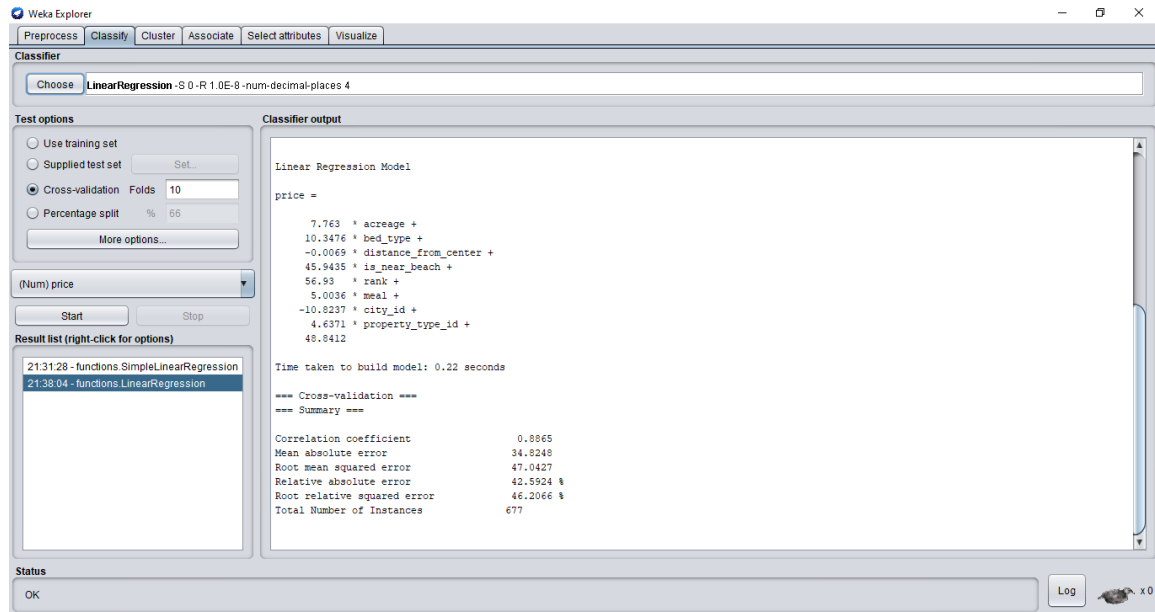 Weka Explorer
Preprocess Classify Cluster Associate Select attributes Visualize
Classifier
Choose LinearRegression -S 0 -R 1.0E-8 -num-decimal-places 4
Test options
Use training set
Supplied test set Set...
Cross-validation Folds 10
Percentage split % 66
More options...
(Num) price
Start Stop
Result list (right-click for options)
21:31:28 - functions.SimpleLinearRegression
21:38:04 - functions.LinearRegression
Classifier output
Linear Regression Model
price =
7.763 * acreage +
10.3476 * bed_type +
-0.0069 * distance_from_center +
45.9435 * is_near_beach +
56.93 * rank +
5.0036 * meal +
-10.8237 * city_id +
4.6371 * property_type_id +
48.8412
Time taken to build model: 0.22 seconds
=== Cross-validation ===
=== Summary ===
Correlation coefficient 0.8865
Mean absolute error 34.8248
Root mean squared error 47.0427
Relative absolute error 42.5924 %
Root relative squared error 46.2066 %
Total Number of Instances 677
Status
OK
Log x 0